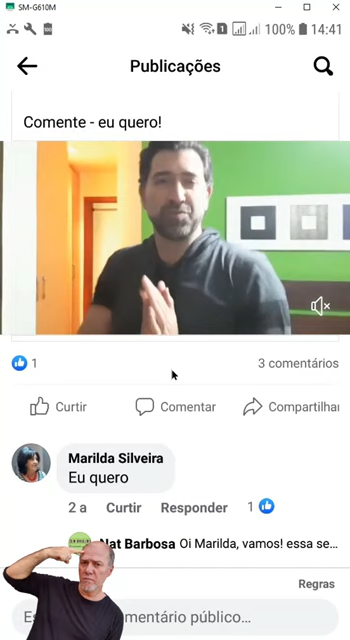 SM-G610M
100% 14:41
Publicações
Comente - eu quero!
1
3 comentários
Curtir
Comentar
Compartilhar
Marilda Silveira
Eu quero
2 a
Curtir
Responder
1
Nat Barbosa Oi Marilda, vamos! essa se...
Regras
mentário público...